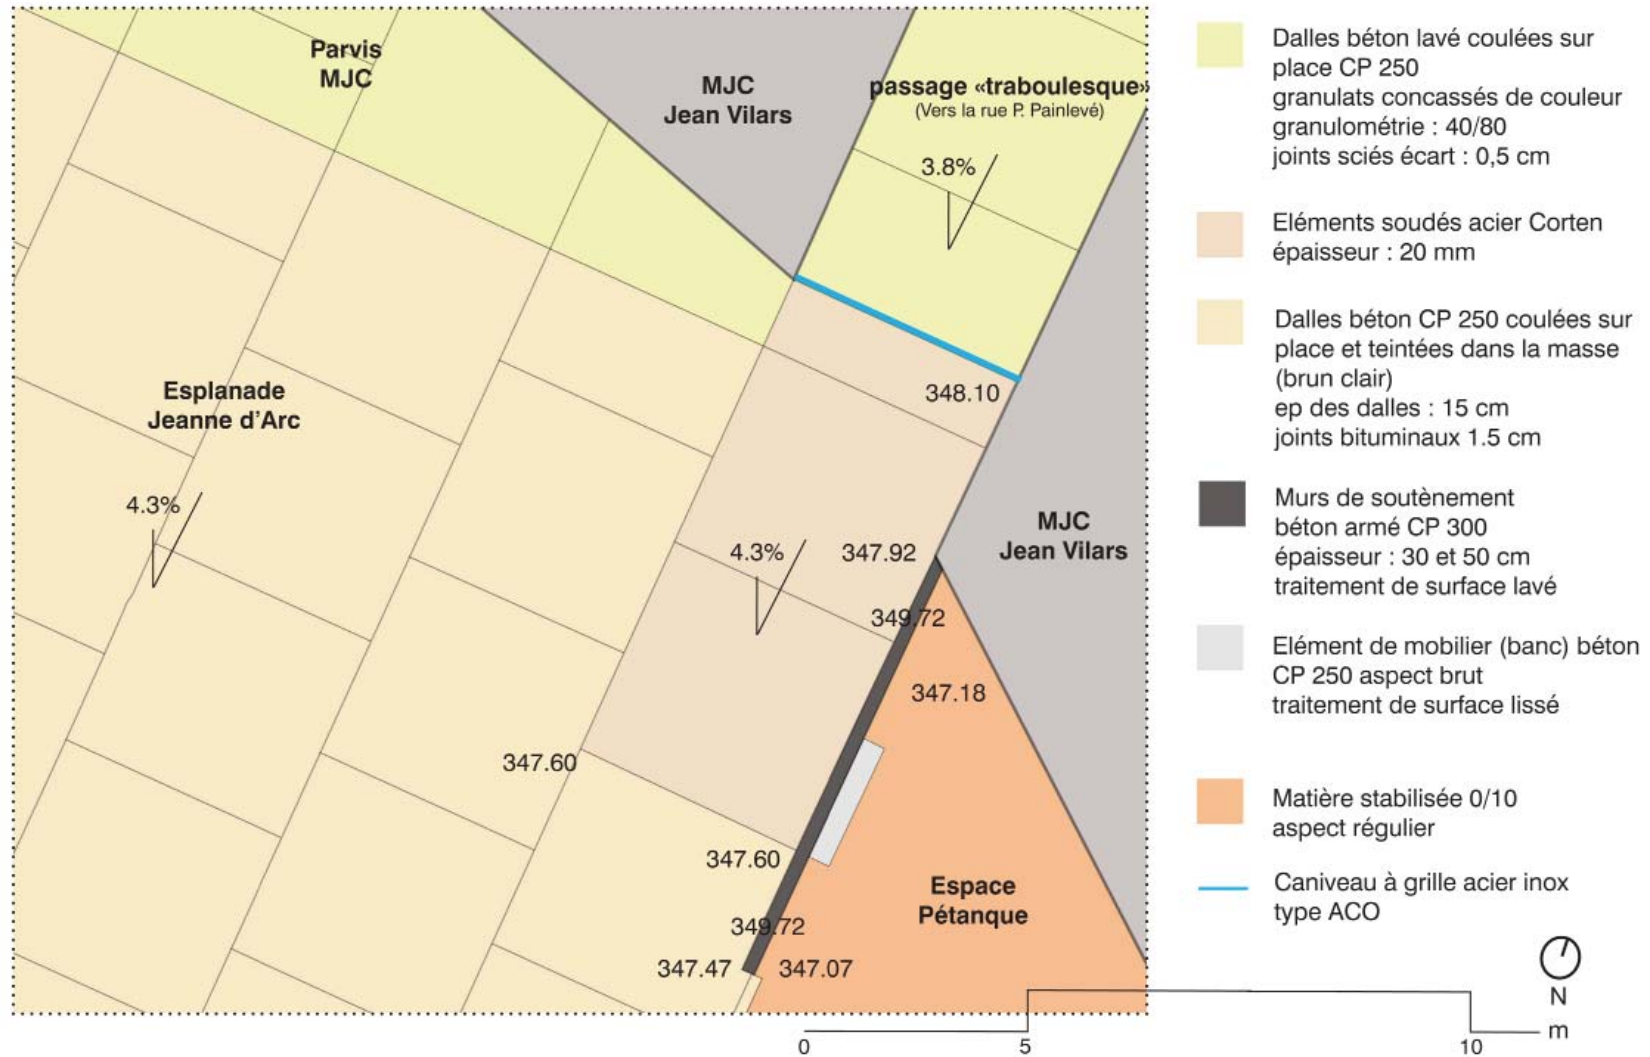 Parvis
MJC
MJC
Jean Vilars
passage «traboulesque»
(Vers la rue P. Painlevé)
3.8%
348.10
Esplanade
Jeanne d'Arc
4.3%
4.3%
347.92
MJC
Jean Vilars
349.72
347.18
347.60
347.60
Espace
Pétanque
349.72
347.47
347.07
Dalles béton lavé coulées sur
place CP 250
granulats concassés de couleur
granulométrie : 40/80
joints sciés écart : 0,5 cm
Eléments soudés acier Corten
épaisseur : 20 mm
Dalles béton CP 250 coulées sur
place et teintées dans la masse
(brun clair)
ep des dalles : 15 cm
joints bituminaux 1.5 cm
Murs de soutènement
béton armé CP 300
épaisseur : 30 et 50 cm
traitement de surface lavé
Elément de mobilier (banc) béton
CP 250 aspect brut
traitement de surface lissé
Matière stabilisée 0/10
aspect régulier
Caniveau à grille acier inox
type ACO
N
m
0
5
10